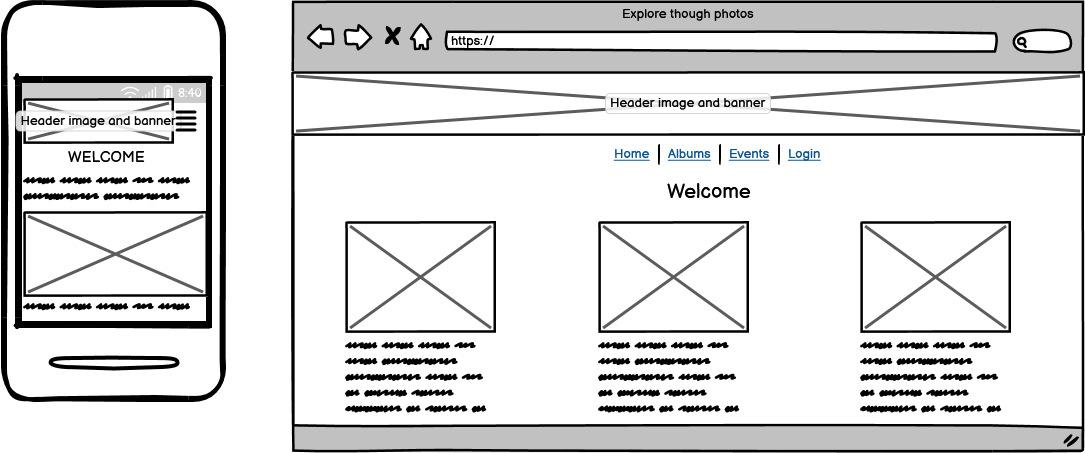 8:40
Header image and banner
WELCOME
Explore though photos
https://
Header image and banner
Home | Albums | Events | Login
Welcome